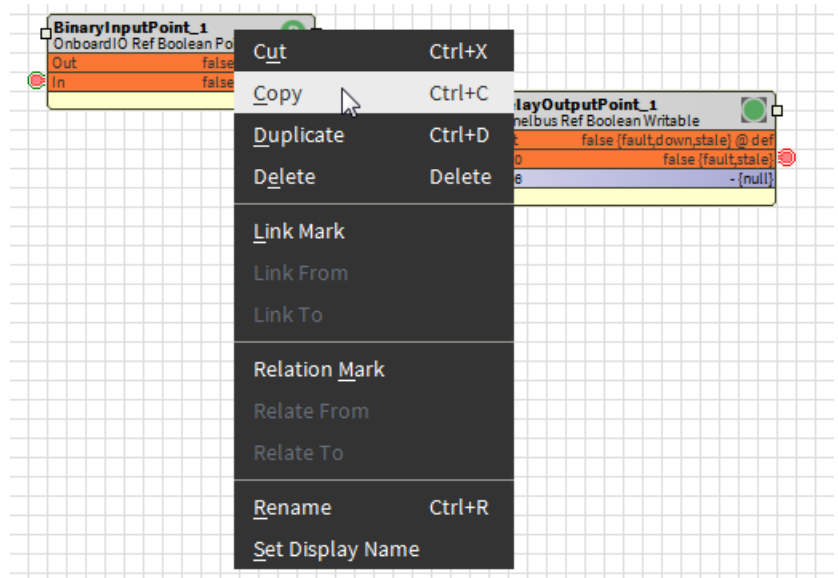 BinaryInputPoint_1
OnboardIO Ref Boolean Po
Out false
In false
Cut Ctrl+X
Copy Ctrl+C
Duplicate Ctrl+D
Delete Delete
Link Mark
Link From
Link To
Relation Mark
Relate From
Relate To
Rename Ctrl+R
Set Display Name
layOutputPoint_1
nelbus Ref Boolean Writable
t false {fault,down,stale} @ def
0 false {fault,stale}
6 - {null}